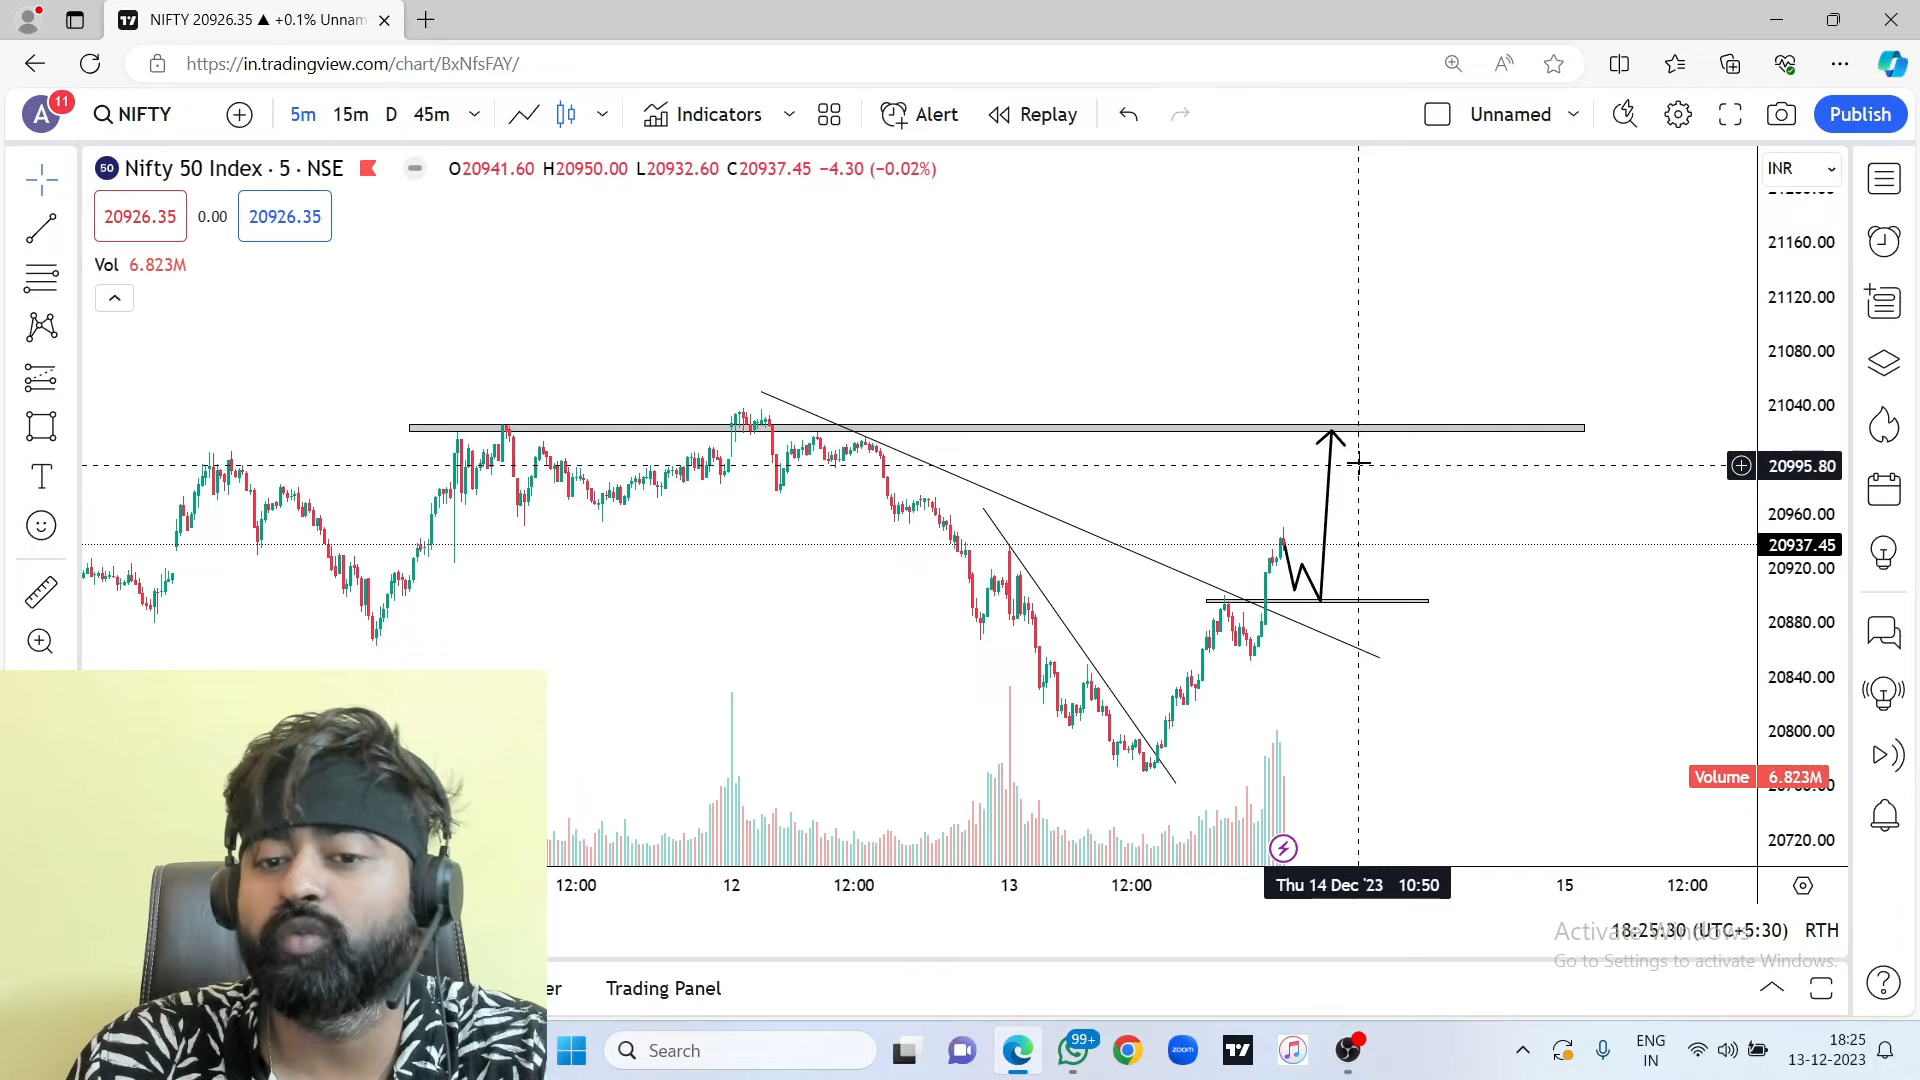 NIFTY 20926.35 ▲ +0.1% Unnam
https://in.tradingview.com/chart/BxNfsFAY/
A 11 NIFTY 5m 15m D 45m Indicators Alert Replay Unnamed Publish
50 Nifty 50 Index · 5 · NSE O20941.60 H20950.00 L20932.60 C20937.45 −4.30 (−0.02%)
INR
20926.35 0.00 20926.35
Vol 6.823M
21160.00
21120.00
21080.00
21040.00
20995.80
20960.00
20937.45
20920.00
20880.00
20840.00
20800.00
Volume 6.823M
20720.00
12:00 12 12:00 13 12:00 Thu 14 Dec '23 10:50 15 12:00
18:25:30 (UTC+5:30) RTH
Activate Windows
Go to Settings to activate Windows.
er Trading Panel
Search
99+
zoom
ENG
IN
18:25
13-12-2023